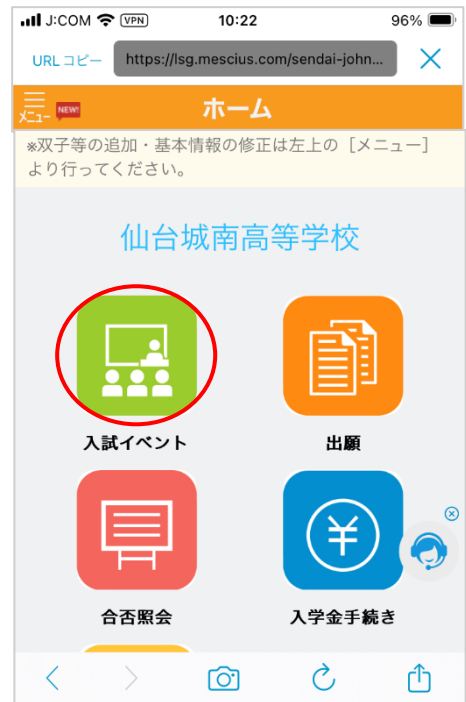 J:COM VPN 10:22 96%
URL コピー https://lsg.mescius.com/sendai-john...
メニュー NEW! ホーム
※双子等の追加・基本情報の修正は左上の［メニュー］
より行ってください。
仙台城南高等学校
入試イベント 出願
¥
合否照会 入学金手続き